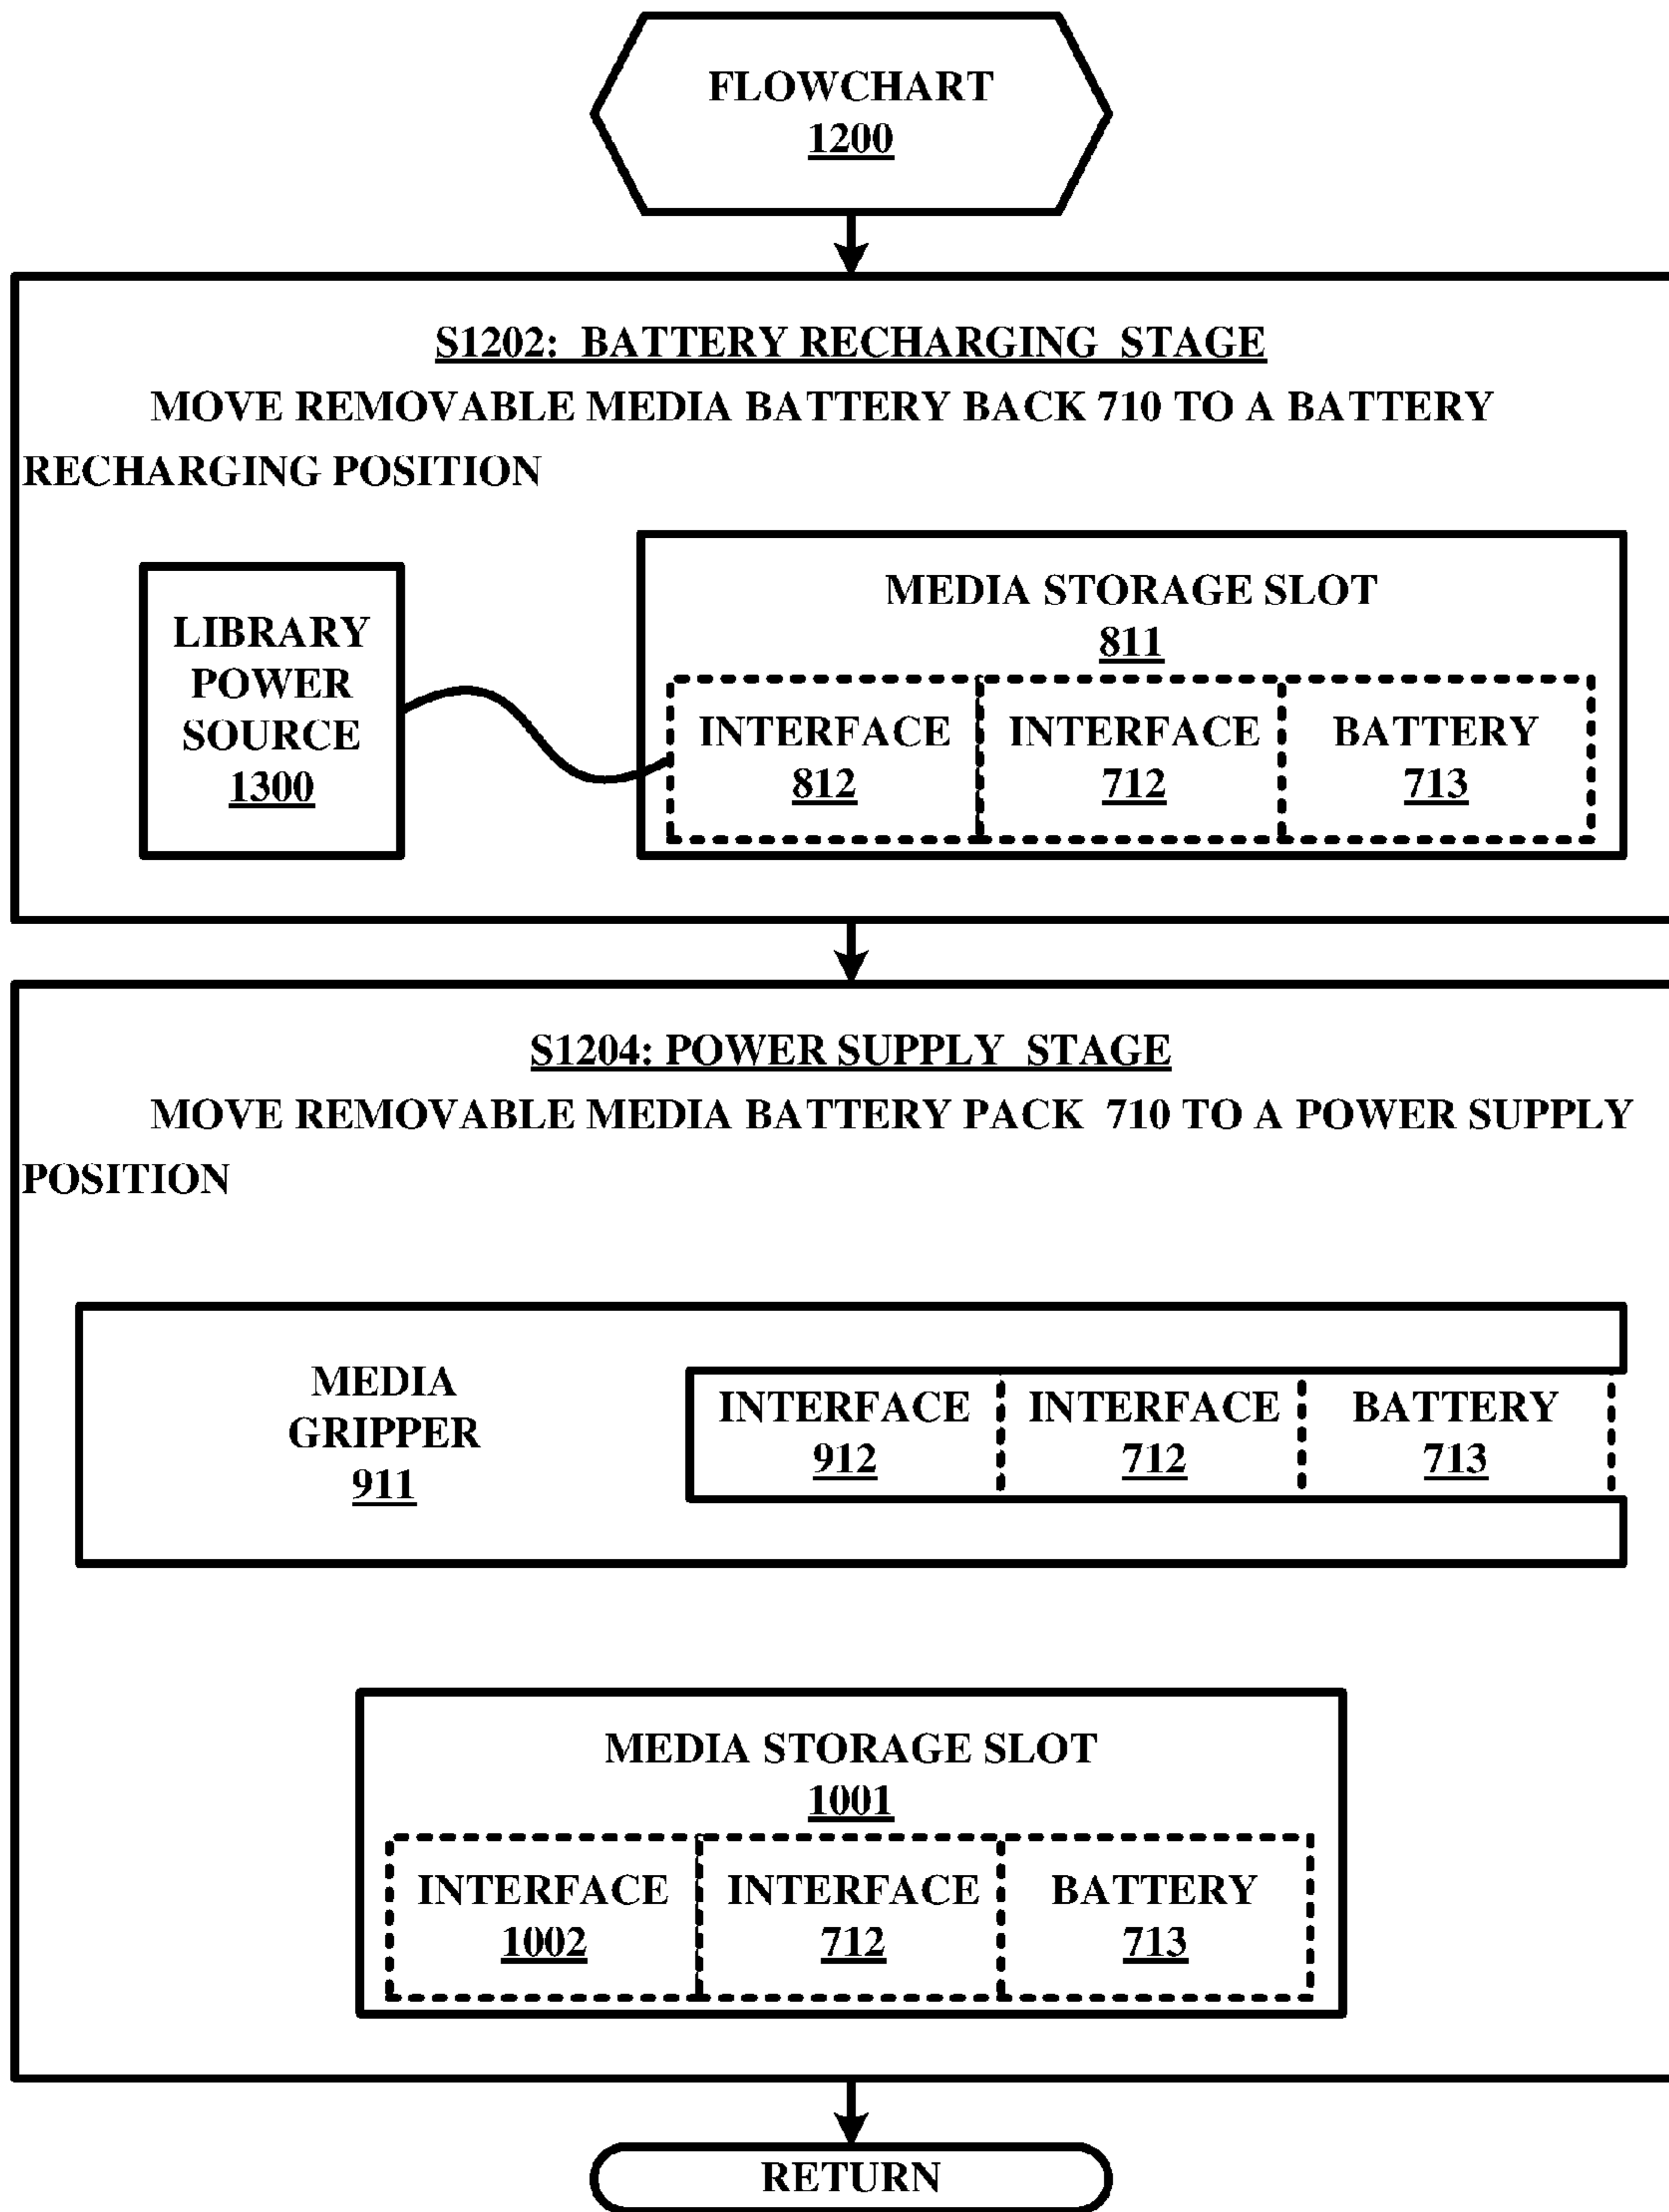 FLOWCHART
1200
S1202: BATTERY RECHARGING STAGE
MOVE REMOVABLE MEDIA BATTERY BACK 710 TO A BATTERY
RECHARGING POSITION
LIBRARY
POWER
SOURCE
1300
MEDIA STORAGE SLOT
811
INTERFACE
812
INTERFACE
712
BATTERY
713
S1204: POWER SUPPLY STAGE
MOVE REMOVABLE MEDIA BATTERY PACK 710 TO A POWER SUPPLY
POSITION
MEDIA
GRIPPER
911
INTERFACE
912
INTERFACE
712
BATTERY
713
MEDIA STORAGE SLOT
1001
INTERFACE
1002
INTERFACE
712
BATTERY
713
RETURN